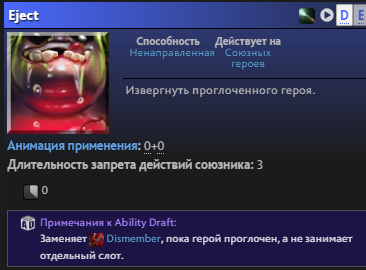 Eject
D E
Способность Действует на
Ненаправленная Союзных
героев
Извергнуть проглоченного героя.
Анимация применения: 0+0
Длительность запрета действий союзника: 3
0
Примечания к Ability Draft:
Заменяет Dismember, пока герой проглочен, а не занимает
отдельный слот.